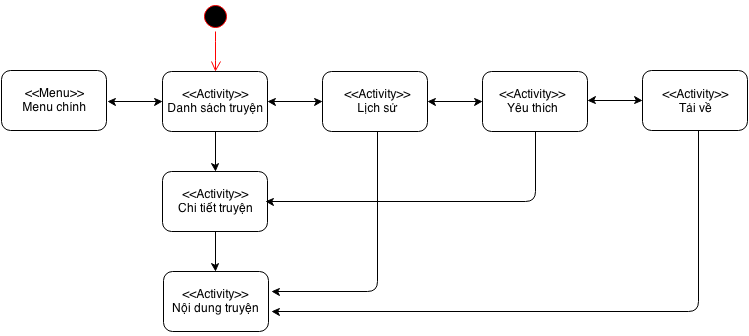 <<Menu>>
Menu chính
<<Activity>>
Danh sách truyện
<<Activity>>
Lịch sử
<<Activity>>
Yêu thích
<<Activity>>
Tải về
<<Activity>>
Chi tiết truyện
<<Activity>>
Nội dung truyện